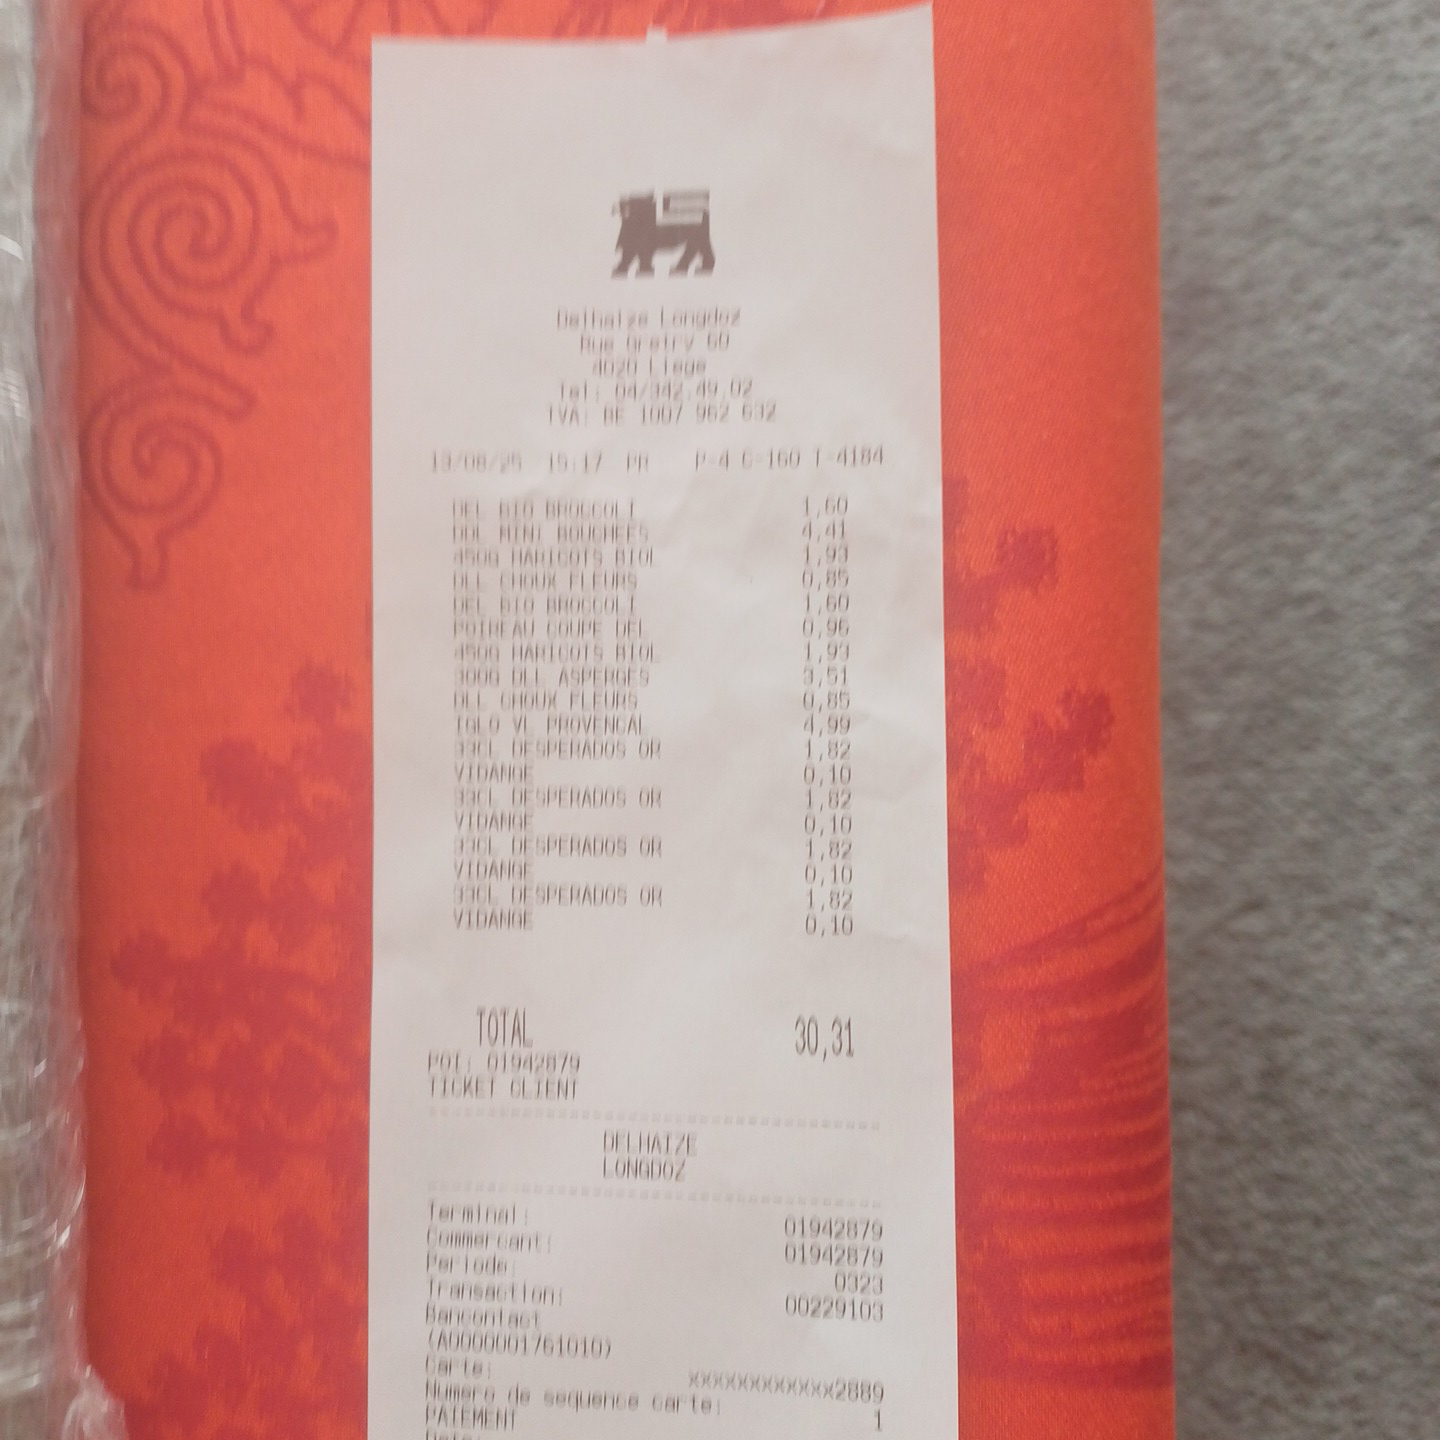 Delhaize Longdoz
Rue Gretry 60
4020 Liege
Tel: 04/342.49.02
TVA: BE 1007 962 632
13/08/25 15:17 PR P-4 C-160 T-4184
DEL BIO BROCCOLI 1,60
DDL MINI BOUCHEES 4,41
450G HARICOTS BIOL 1,93
DLL CHOUX FLEURS 0,85
DEL BIO BROCCOLI 1,60
POIREAU COUPE DEL 0,96
450G HARICOTS BIOL 1,93
300G DLL ASPERGES 3,51
DLL CHOUX FLEURS 0,85
IGLO VL PROVENCAL 4,99
33CL DESPERADOS OR 1,82
VIDANGE 0,10
33CL DESPERADOS OR 1,82
VIDANGE 0,10
33CL DESPERADOS OR 1,82
VIDANGE 0,10
33CL DESPERADOS OR 1,82
VIDANGE 0,10
TOTAL 30,31
POI: 01942879
TICKET CLIENT
DELHAIZE
LONGDOZ
Terminal: 01942879
Commercant: 01942879
Periode: 0323
Transaction: 00229103
Bancontact
(A0000001761010)
Carte: xxxxxxxxxxxx2889
Numero de sequence carte: 1
PAIEMENT